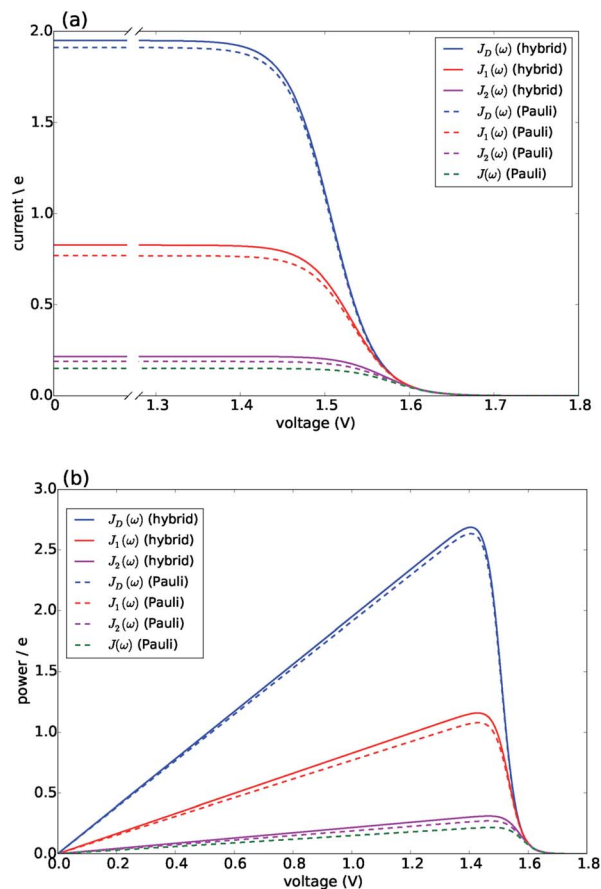 (a)
2.0
1.5
1.0
0.5
0.0
current \ e
J_D(ω) (hybrid)
J_1(ω) (hybrid)
J_2(ω) (hybrid)
J_D(ω) (Pauli)
J_1(ω) (Pauli)
J_2(ω) (Pauli)
J(ω) (Pauli)
0 1.3 1.4 1.5 1.6 1.7 1.8
voltage (V)
(b)
3.0
2.5
2.0
1.5
1.0
0.5
0.0
power / e
J_D(ω) (hybrid)
J_1(ω) (hybrid)
J_2(ω) (hybrid)
J_D(ω) (Pauli)
J_1(ω) (Pauli)
J_2(ω) (Pauli)
J(ω) (Pauli)
0.0 0.2 0.4 0.6 0.8 1.0 1.2 1.4 1.6 1.8
voltage (V)